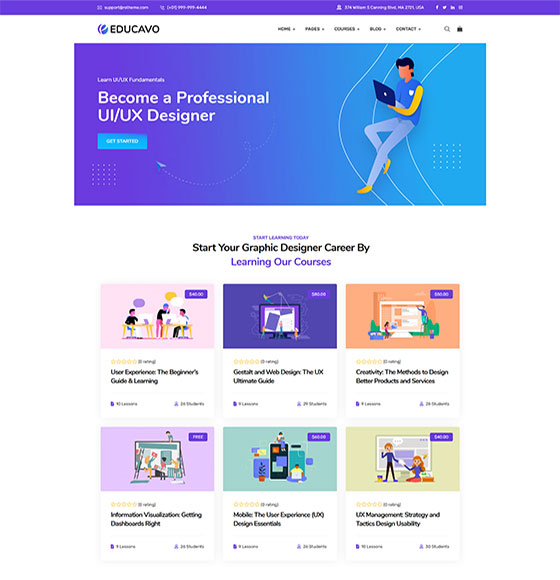 support@rstheme.com (+01) 999-999-4444 374 William S Canning Blvd, MA 2721, USA
EDUCAVO HOME PAGES COURSES BLOG CONTACT
Learn UI/UX Fundamentals
Become a Professional
UI/UX Designer
GET STARTED
START LEARNING TODAY
Start Your Graphic Designer Career By
Learning Our Courses
$40.00 $80.00 $50.00
(0 rating) (0 rating) (0 rating)
User Experience: The Beginner's Gestalt and Web Design: The UX Creativity: The Methods to Design
Guide & Learning Ultimate Guide Better Products and Services
10 Lessons 26 Students 9 Lessons 29 Students 9 Lessons 26 Students
FREE $60.00 $40.00
(0 rating) (0 rating) (0 rating)
Information Visualization: Getting Mobile: The User Experience (UX) UX Management: Strategy and
Dashboards Right Design Essentials Tactics Design Usability
9 Lessons 26 Students 9 Lessons 26 Students 10 Lessons 30 Students